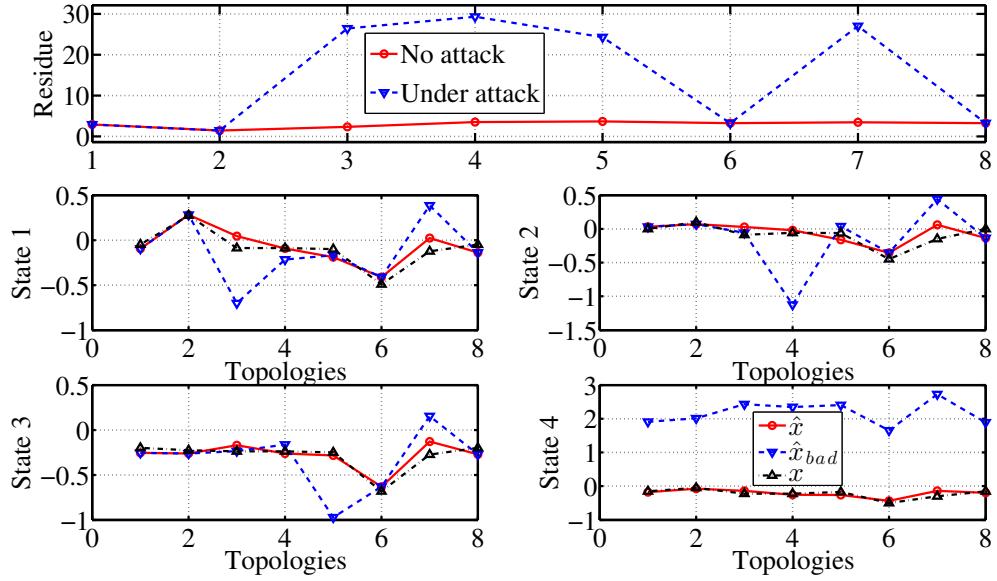 30
20
10
0
Residue
No attack
Under attack
1 2 3 4 5 6 7 8
0.5
0
−0.5
−1
State 1
0 2 4 6 8
Topologies
0.5
0
−0.5
−1
−1.5
State 2
0 2 4 6 8
Topologies
0.5
0
−0.5
−1
State 3
0 2 4 6 8
Topologies
3
2
1
0
−1
State 4
x̂
x̂_bad
x
0 2 4 6 8
Topologies